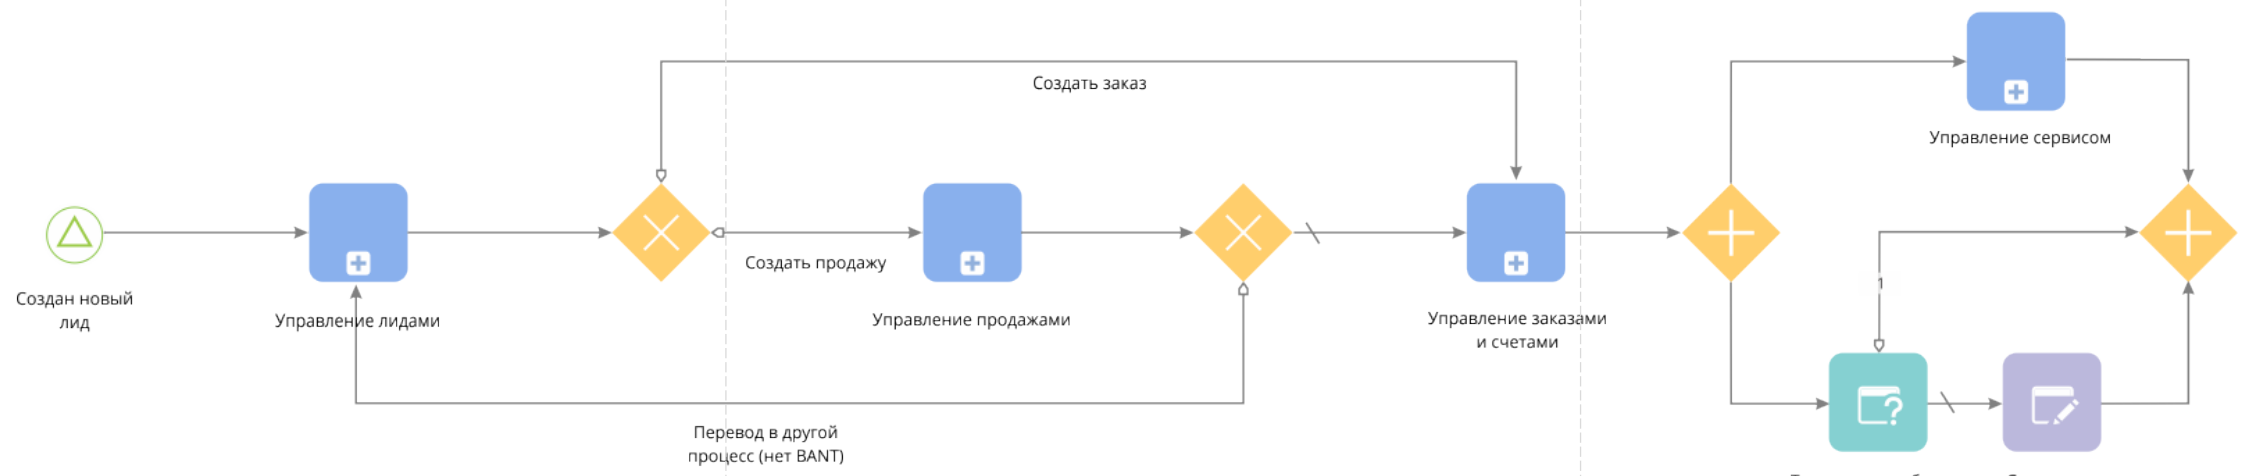 Создать заказ
Управление сервисом
Создать продажу
1
Создан новый
лид
Управление лидами
Управление продажами
Управление заказами
и счетами
Перевод в другой
процесс (нет BANT)